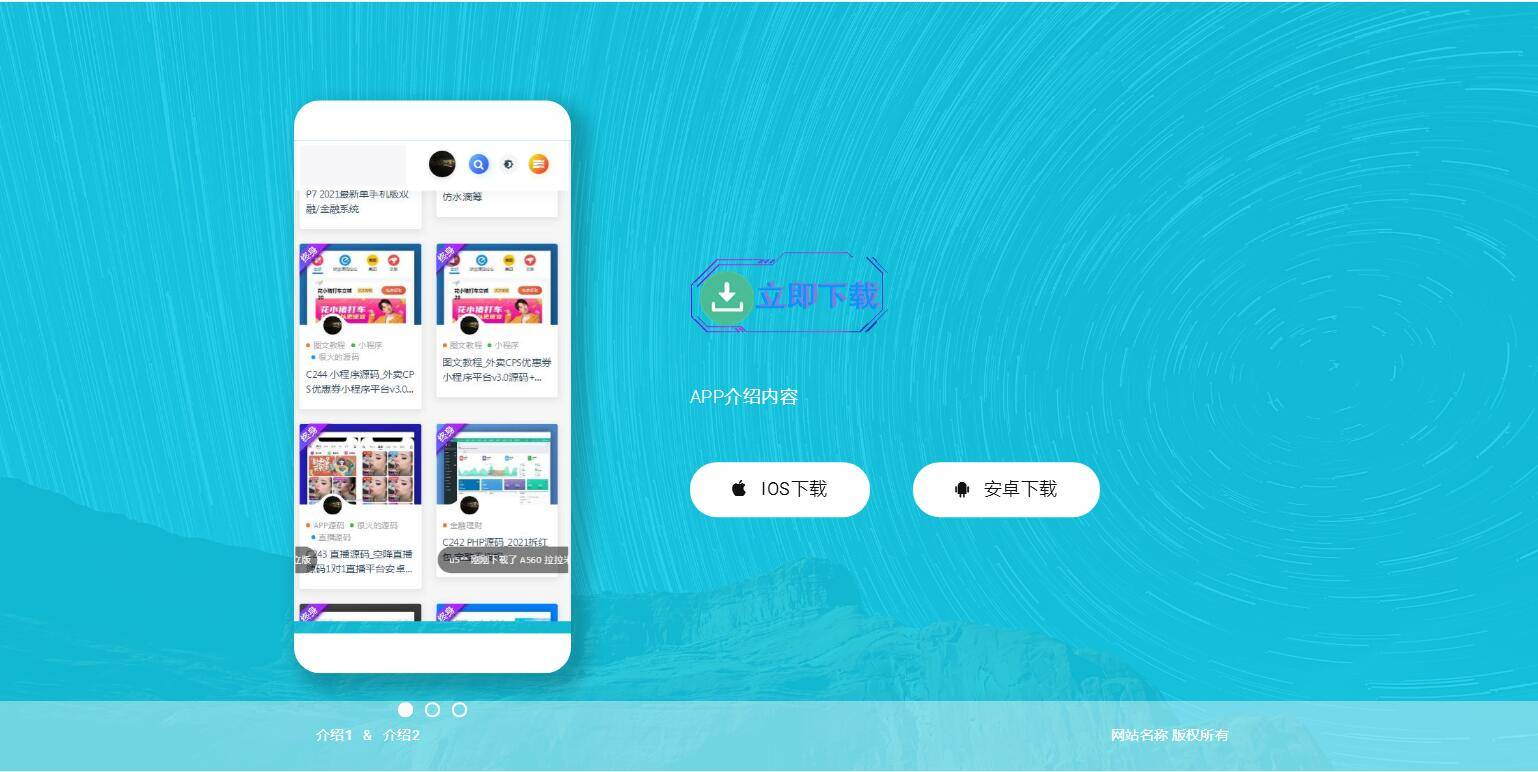 P7 2021最新单手机版双
融/金融系统
仿水滴筹
终身
花小猪打车
图文教程 小程序
很火的源码
C244 小程序源码_外卖CP
S优惠券小程序平台v3.0...
终身
花小猪打车
图文教程 小程序
图文教程_外卖CPS优惠券
小程序平台v3.0源码+...
终身
APP源码 很火的源码
直播源码
C243 直播源码_空降直播
源码1对1直播平台安卓...
立版
终身
金融理财
C242 PHP源码_2021拆红
刚刚下载了 A560 拉拉米
终身
终身
立即下载
APP介绍内容
IOS下载
安卓下载
介绍1 & 介绍2
网站名称 版权所有